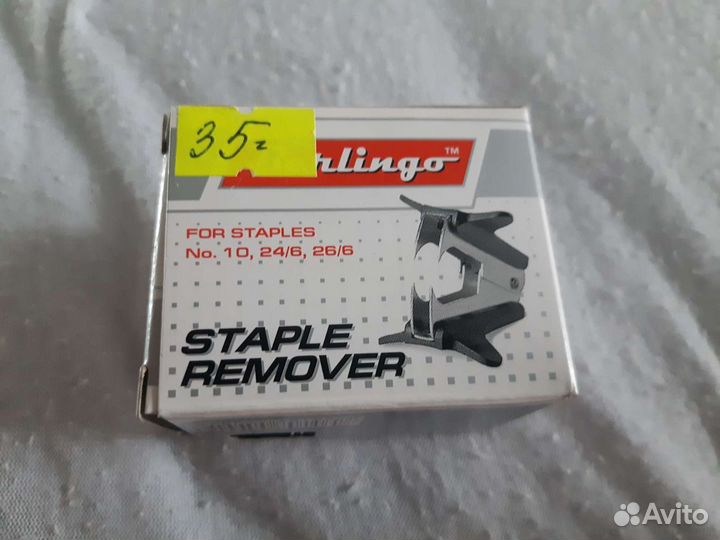 35=
rlingo™
FOR STAPLES
No. 10, 24/6, 26/6
STAPLE
REMOVER
Avito